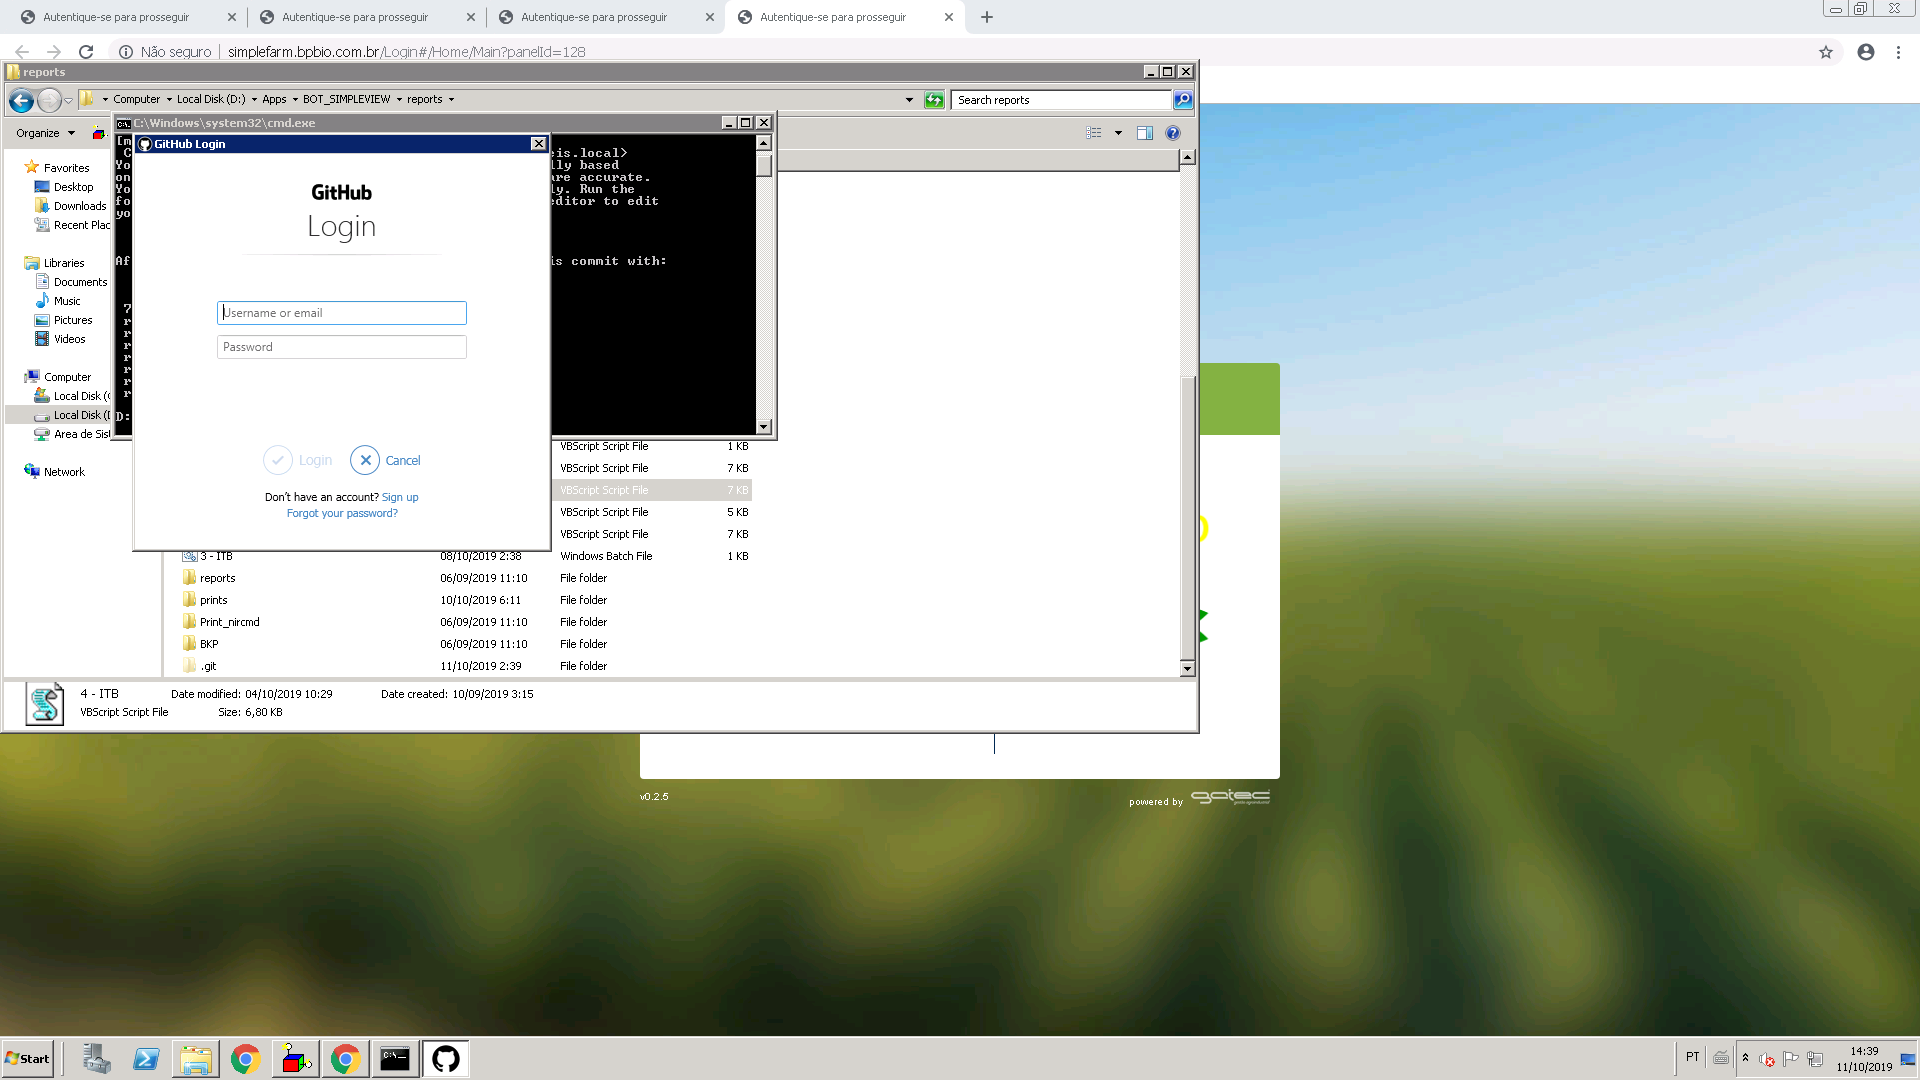 Autentique-se para prosseguir
Autentique-se para prosseguir
Autentique-se para prosseguir
Autentique-se para prosseguir
Não seguro
simplefarm.bpbio.com.br/Login#/Home/Main?panelId=128
reports
Computer
Local Disk (D:)
Apps
BOT_SIMPLEVIEW
reports
Search reports
Organize
C:\Windows\system32\cmd.exe
GitHub Login
GitHub
Login
Username or email
Password
Login
Cancel
Don't have an account? Sign up
Forgot your password?
eis.local>
lly based
are accurate.
ly. Run the
editor to edit
is commit with:
D:
Favorites
Desktop
Downloads
Recent Plac
Libraries
Documents
Music
Pictures
Videos
Computer
Local Disk (
Local Disk (D
Area de Sis
Network
VBScript Script File 1 KB
VBScript Script File 7 KB
VBScript Script File 7 KB
VBScript Script File 5 KB
VBScript Script File 7 KB
3 - ITB 08/10/2019 2:38 Windows Batch File 1 KB
reports 06/09/2019 11:10 File folder
prints 10/10/2019 6:11 File folder
Print_nircmd 06/09/2019 11:10 File folder
BKP 06/09/2019 11:10 File folder
.git 11/10/2019 2:39 File folder
4 - ITB Date modified: 04/10/2019 10:29 Date created: 10/09/2019 3:15
VBScript Script File Size: 6,80 KB
v0.2.5
powered by gatec
Start
PT
14:39
11/10/2019